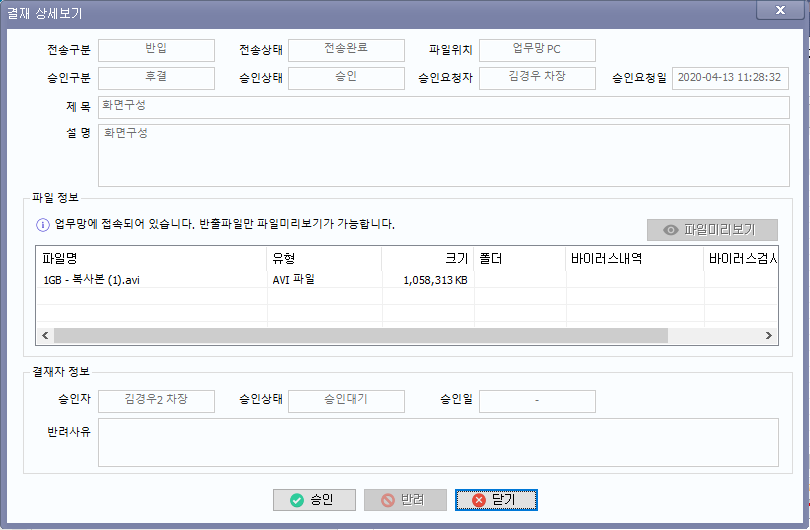 결재 상세보기
전송구분 반입 전송상태 전송완료 파일위치 업무망 PC
승인구분 후결 승인상태 승인 승인요청자 김경우 차장 승인요청일 2020-04-13 11:28:32
제 목 화면구성
설 명 화면구성
파일 정보
업무망에 접속되어 있습니다. 반출파일만 파일미리보기가 가능합니다.
파일미리보기
파일명 유형 크기 폴더 바이러스내역 바이러스검사
1GB - 복사본 (1).avi AVI 파일 1,058,313 KB
결재자 정보
승인자 김경우2 차장 승인상태 승인대기 승인일 -
반려사유
승인 반려 닫기